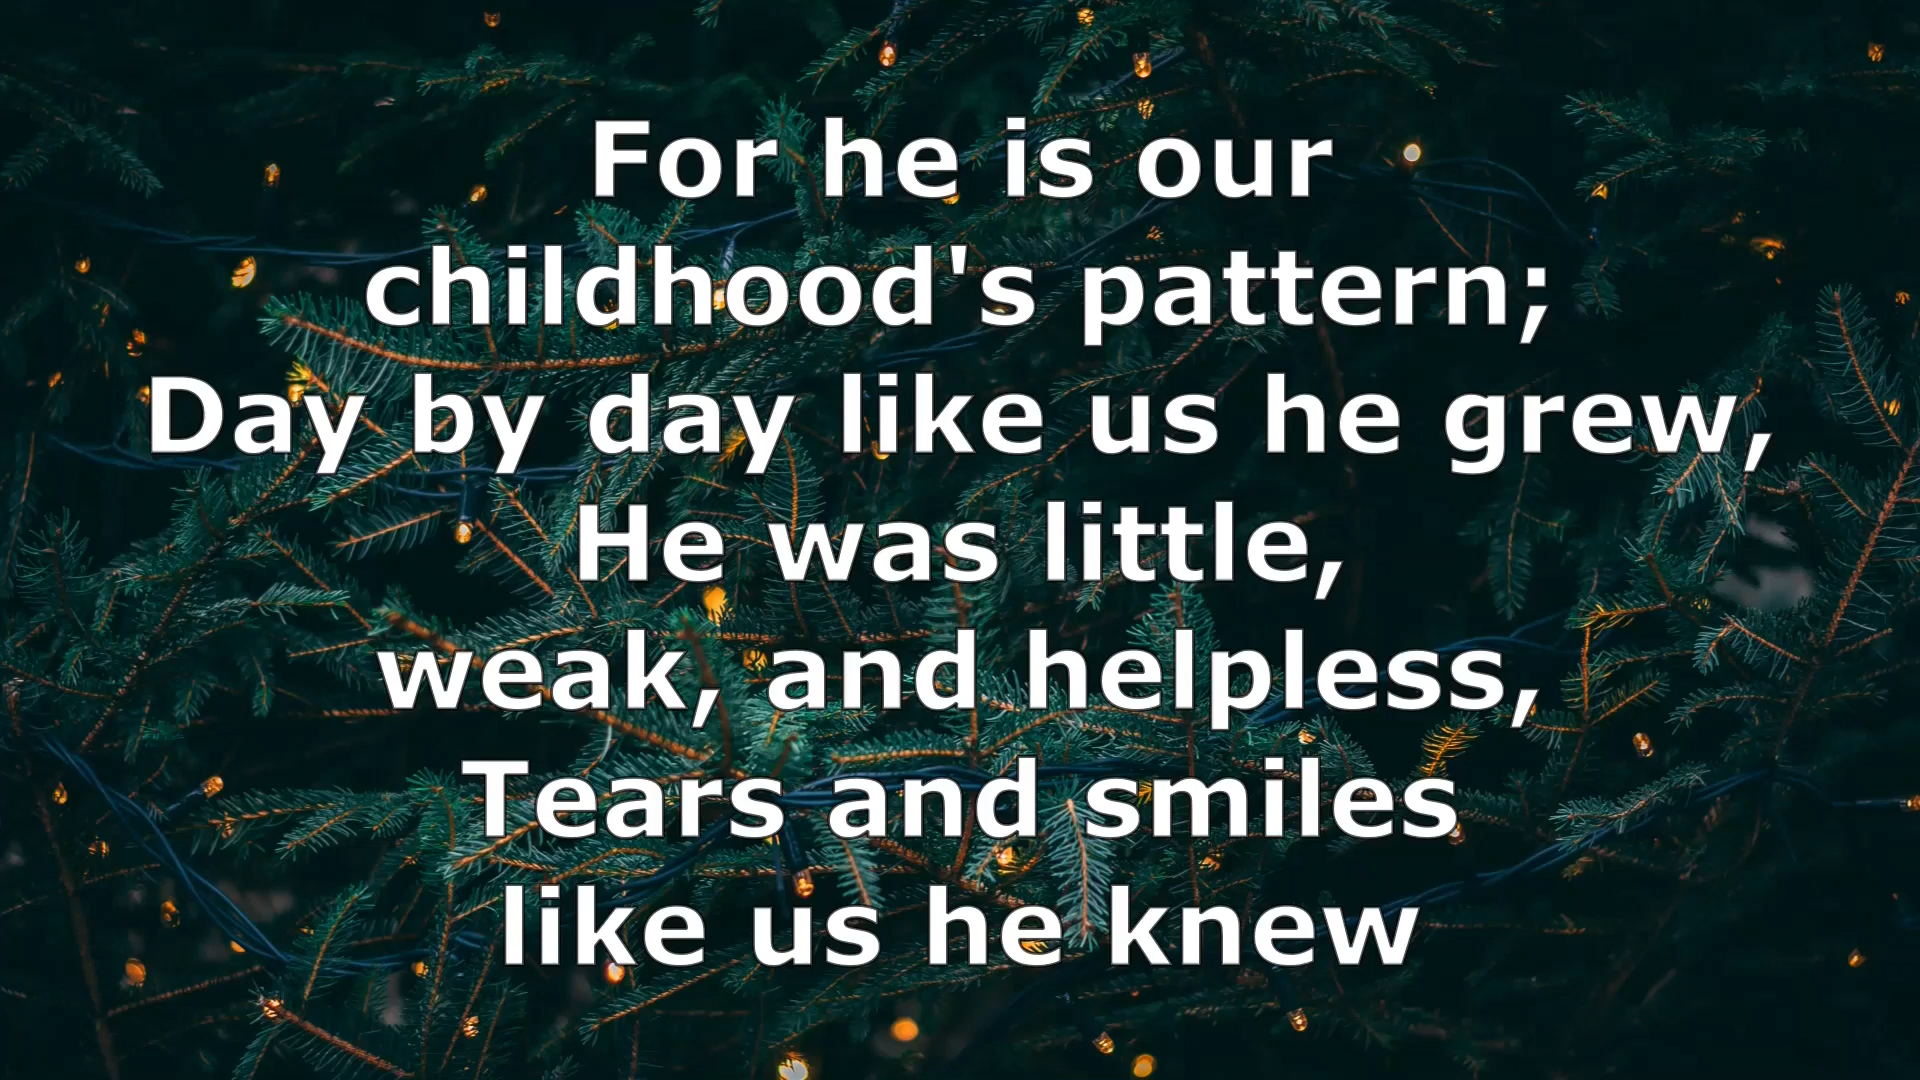 For he is our
childhood's pattern;
Day by day like us he grew,
He was little,
weak, and helpless,
Tears and smiles
like us he knew